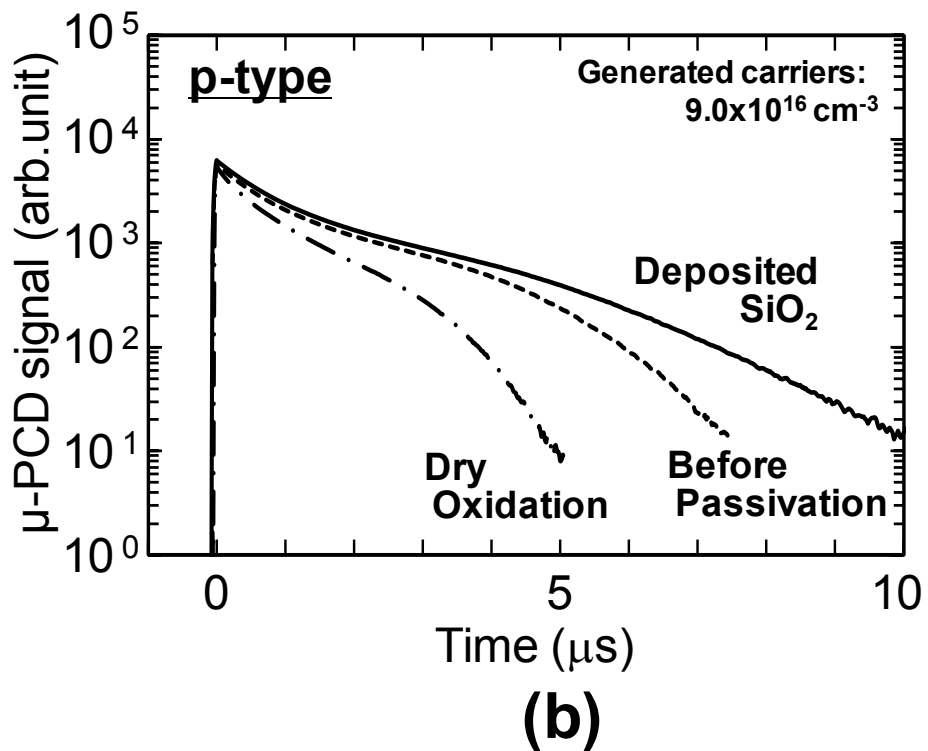 p-type
Generated carriers:
9.0x10¹⁶ cm⁻³
10⁵
10⁴
10³
10²
10¹
10⁰
μ-PCD signal (arb.unit)
Deposited
SiO₂
Dry
Oxidation
Before
Passivation
0 5 10
Time (μs)
(b)